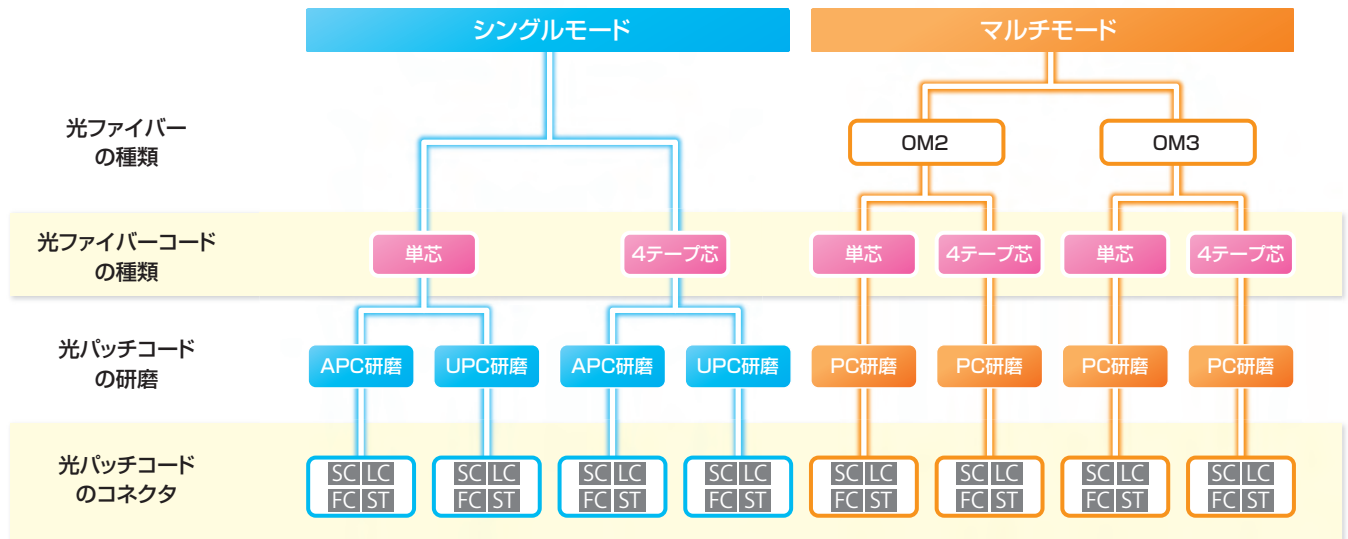 シングルモード
マルチモード
光ファイバー
の種類
OM2
OM3
光ファイバーコード
の種類
単芯
4テープ芯
単芯
4テープ芯
単芯
4テープ芯
光パッチコード
の研磨
APC研磨
UPC研磨
APC研磨
UPC研磨
PC研磨
PC研磨
PC研磨
PC研磨
光パッチコード
のコネクタ
SC LC
FC ST
SC LC
FC ST
SC LC
FC ST
SC LC
FC ST
SC LC
FC ST
SC LC
FC ST
SC LC
FC ST
SC LC
FC ST